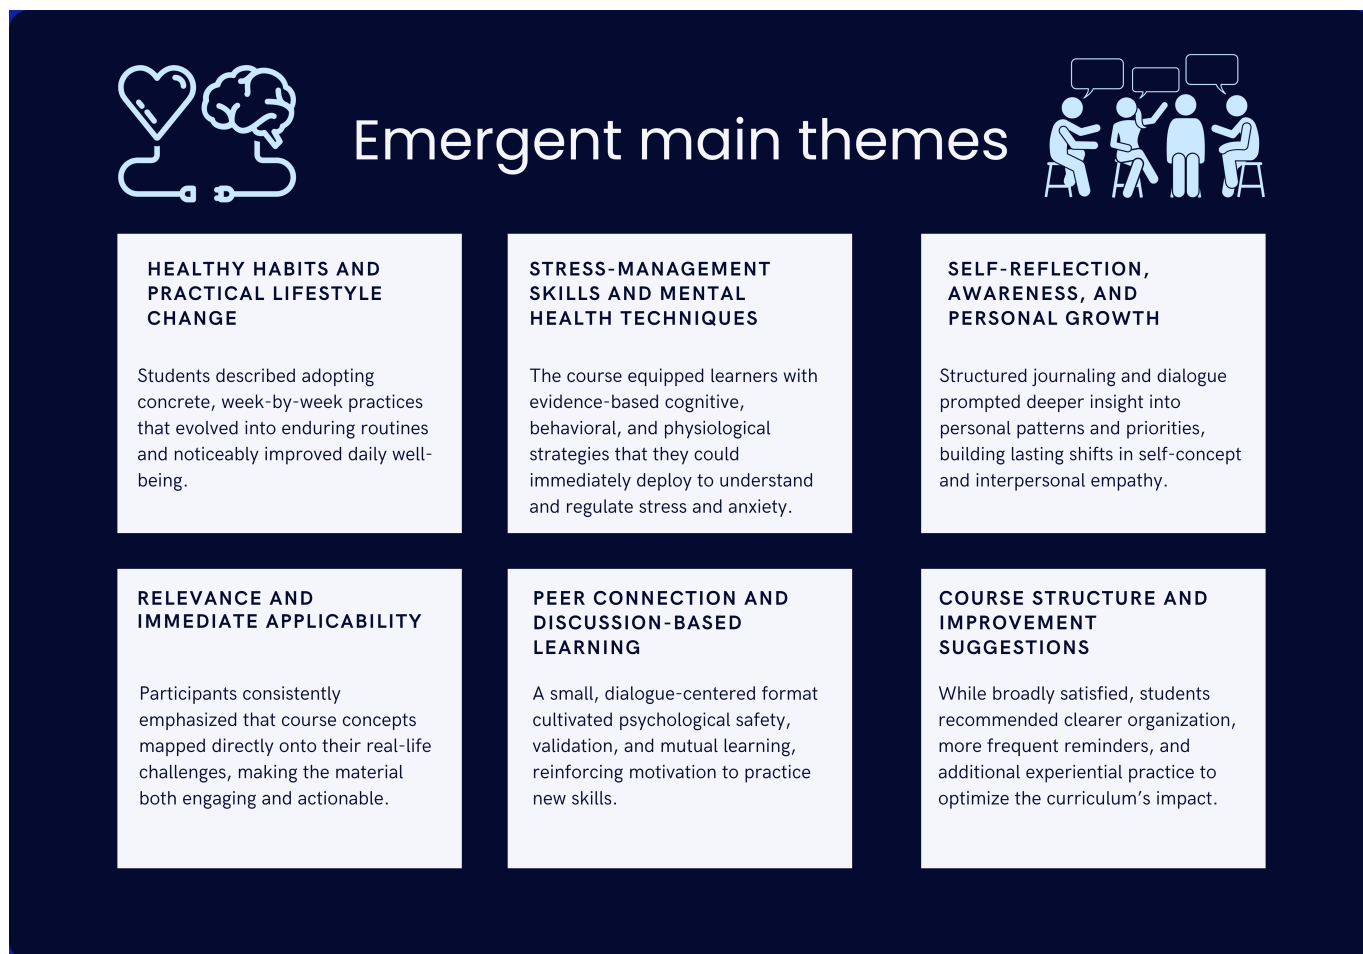 Emergent main themes
HEALTHY HABITS AND
PRACTICAL LIFESTYLE
CHANGE
Students described adopting
concrete, week-by-week practices
that evolved into enduring routines
and noticeably improved daily well-
being.
STRESS-MANAGEMENT
SKILLS AND MENTAL
HEALTH TECHNIQUES
The course equipped learners with
evidence-based cognitive,
behavioral, and physiological
strategies that they could
immediately deploy to understand
and regulate stress and anxiety.
SELF-REFLECTION,
AWARENESS, AND
PERSONAL GROWTH
Structured journaling and dialogue
prompted deeper insight into
personal patterns and priorities,
building lasting shifts in self-concept
and interpersonal empathy.
RELEVANCE AND
IMMEDIATE APPLICABILITY
Participants consistently
emphasized that course concepts
mapped directly onto their real-life
challenges, making the material
both engaging and actionable.
PEER CONNECTION AND
DISCUSSION-BASED
LEARNING
A small, dialogue-centered format
cultivated psychological safety,
validation, and mutual learning,
reinforcing motivation to practice
new skills.
COURSE STRUCTURE AND
IMPROVEMENT
SUGGESTIONS
While broadly satisfied, students
recommended clearer organization,
more frequent reminders, and
additional experiential practice to
optimize the curriculum’s impact.